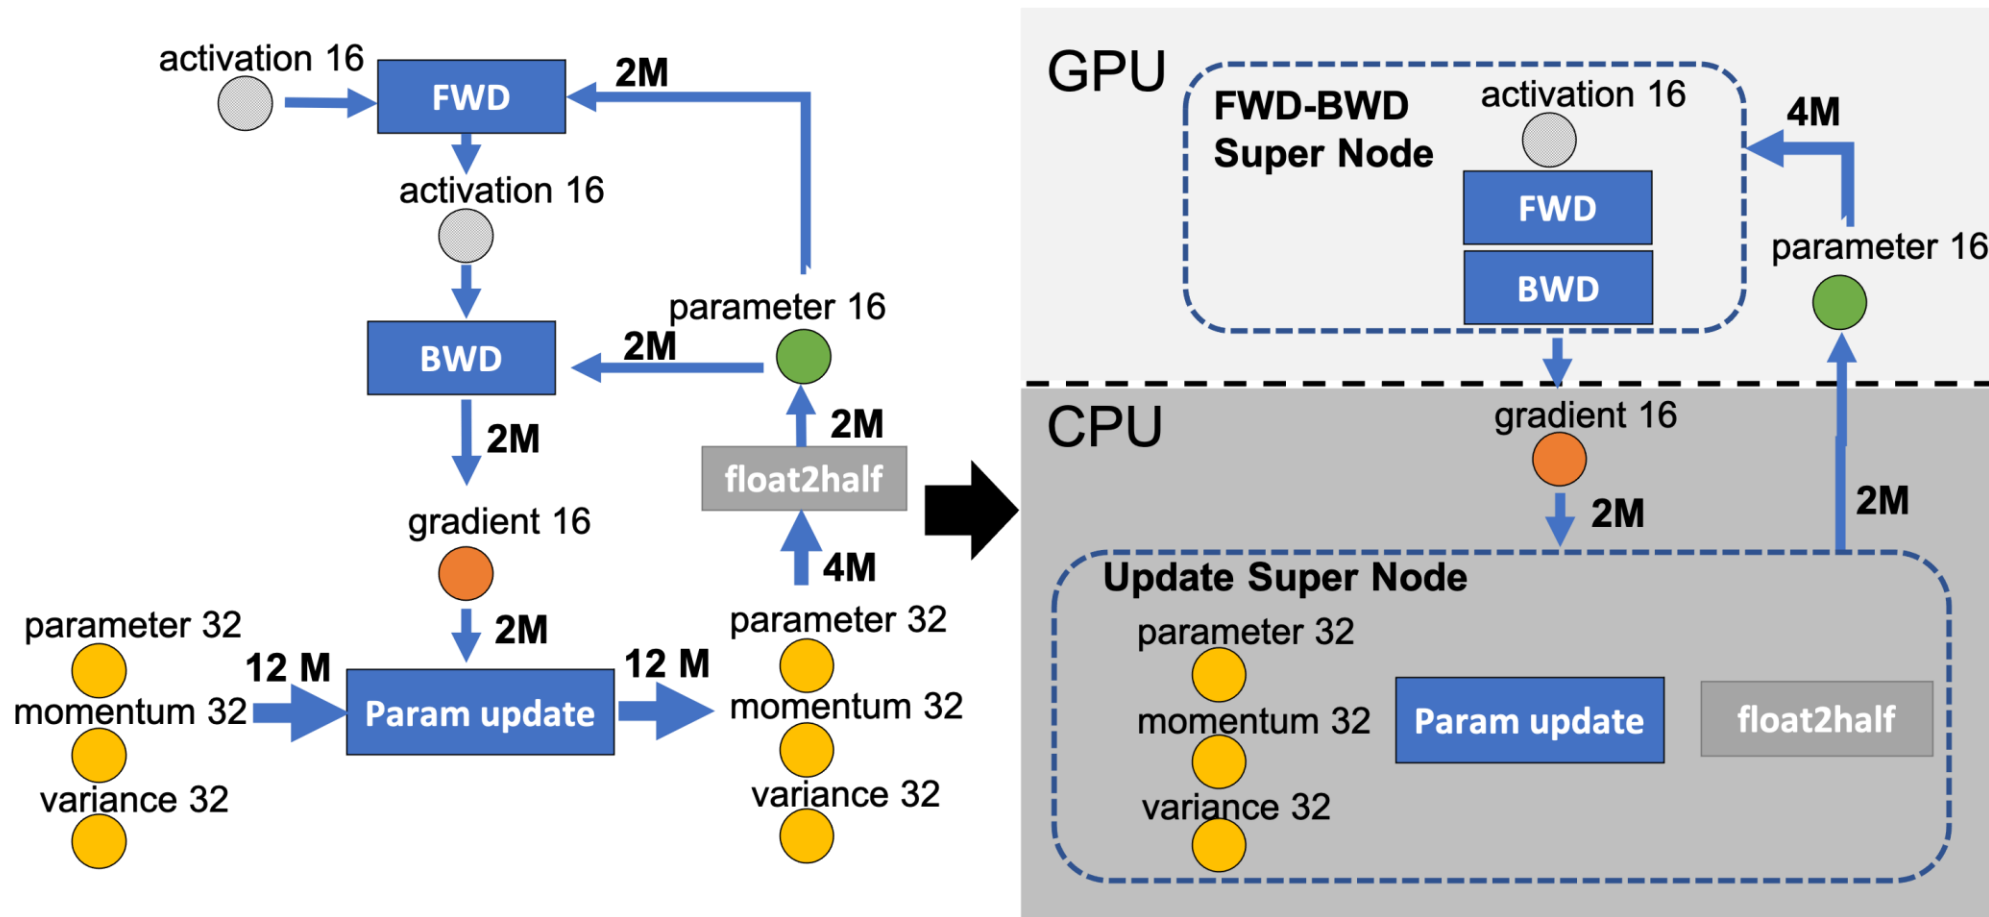 activation 16
FWD
2M
activation 16
parameter 16
BWD
2M
2M
2M
float2half
gradient 16
4M
2M
parameter 32
momentum 32
variance 32
12 M
Param update
12 M
parameter 32
momentum 32
variance 32
GPU
FWD-BWD
Super Node
activation 16
FWD
BWD
4M
parameter 16
CPU
gradient 16
2M
2M
Update Super Node
parameter 32
momentum 32
variance 32
Param update
float2half